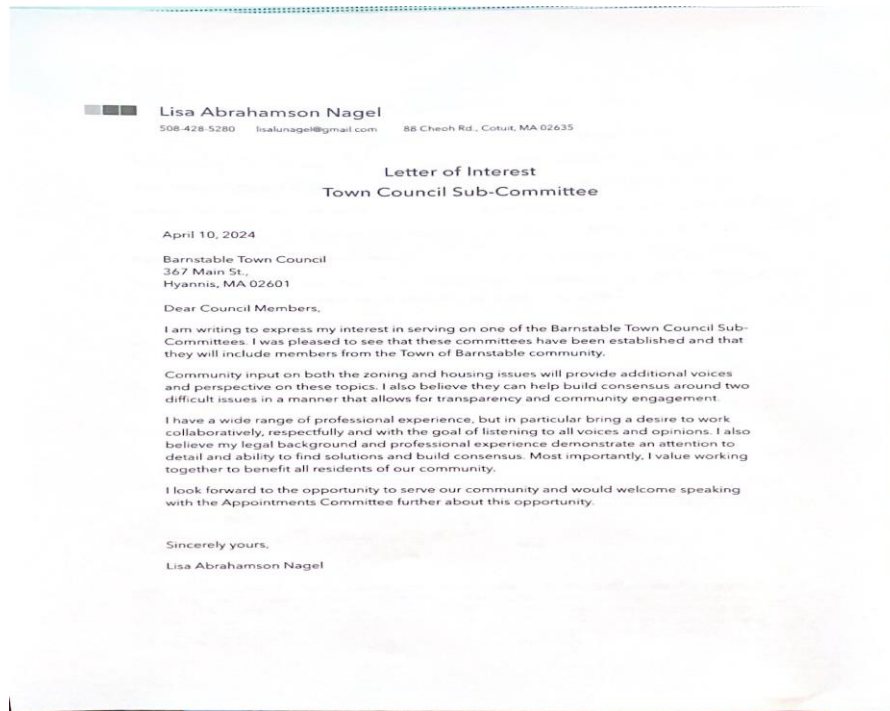 Lisa Abrahamson Nagel
508-428-5280 lisalunagel@gmail.com 88 Cheoh Rd., Cotuit, MA 02635
Letter of Interest
Town Council Sub-Committee
April 10, 2024
Barnstable Town Council
367 Main St.,
Hyannis, MA 02601
Dear Council Members,
I am writing to express my interest in serving on one of the Barnstable Town Council Sub-
Committees. I was pleased to see that these committees have been established and that
they will include members from the Town of Barnstable community.
Community input on both the zoning and housing issues will provide additional voices
and perspective on these topics. I also believe they can help build consensus around two
difficult issues in a manner that allows for transparency and community engagement.
I have a wide range of professional experience, but in particular bring a desire to work
collaboratively, respectfully and with the goal of listening to all voices and opinions. I also
believe my legal background and professional experience demonstrate an attention to
detail and ability to find solutions and build consensus. Most importantly, I value working
together to benefit all residents of our community.
I look forward to the opportunity to serve our community and would welcome speaking
with the Appointments Committee further about this opportunity.
Sincerely yours,
Lisa Abrahamson Nagel